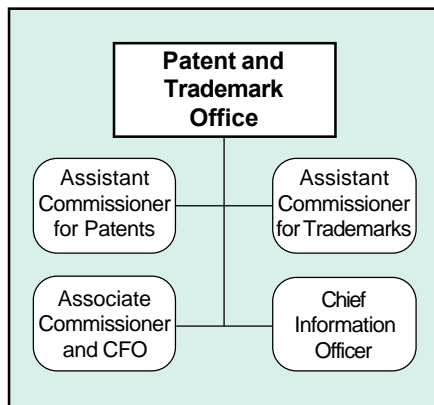 Patent and
Trademark
Office
Assistant
Commissioner
for Patents
Assistant
Commissioner
for Trademarks
Associate
Commissioner
and CFO
Chief
Information
Officer